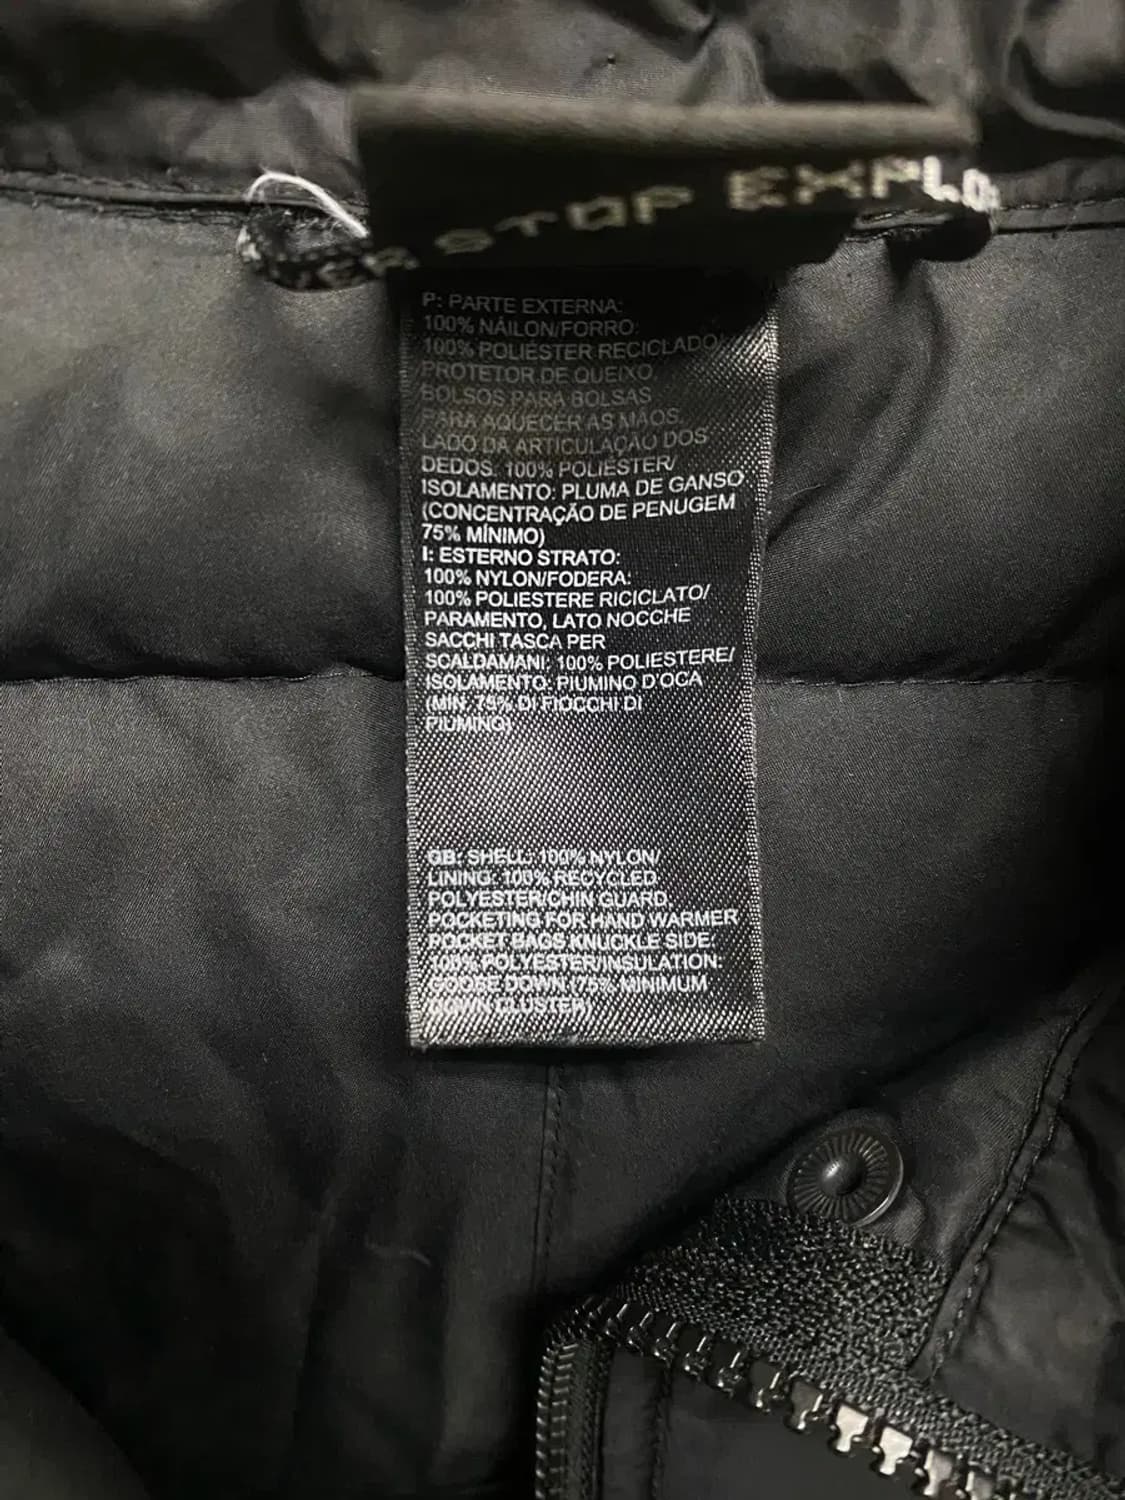 VER STOP EXPLO
P: PARTE EXTERNA:
100% NÁILON/FORRO:
100% POLIÉSTER RECICLADO/
PROTETOR DE QUEIXO
BOLSOS PARA BOLSAS
PARA AQUECER AS MÃOS
LADO DA ARTICULAÇÃO DOS
DEDOS: 100% POLIÉSTER/
ISOLAMENTO: PLUMA DE GANSO
(CONCENTRAÇÃO DE PENUGEM
75% MÍNIMO)
I: ESTERNO STRATO:
100% NYLON/FODERA:
100% POLIESTERE RICICLATO/
PARAMENTO, LATO NOCCHE
SACCHI TASCA PER
SCALDAMANI: 100% POLIESTERE/
ISOLAMENTO: PIUMINO D'OCA
(MIN. 75% DI FIOCCHI DI
PIUMINO)
GB: SHELL: 100% NYLON/
LINING: 100% RECYCLED
POLYESTER/CHIN GUARD,
POCKETING FOR HAND WARMER
POCKET BAGS KNUCKLE SIDE:
100% POLYESTER/INSULATION:
GOOSE DOWN (75% MINIMUM
DOWN CLUSTER)